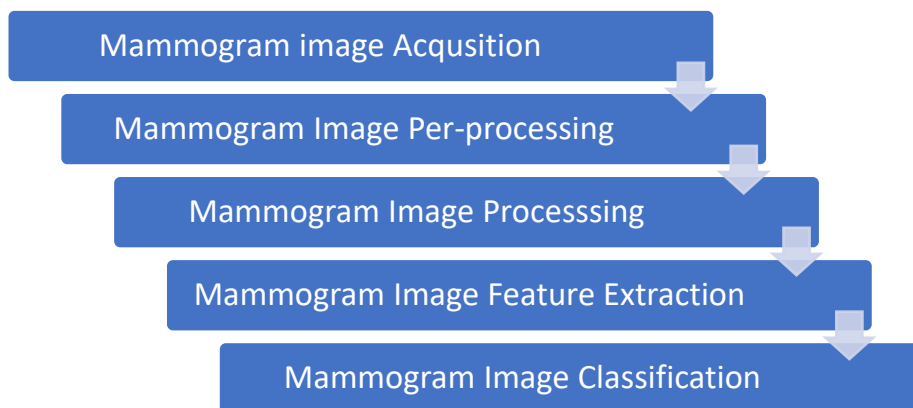 Mammogram image Acqusition
Mammogram Image Per-processing
Mammogram Image Processsing
Mammogram Image Feature Extraction
Mammogram Image Classification